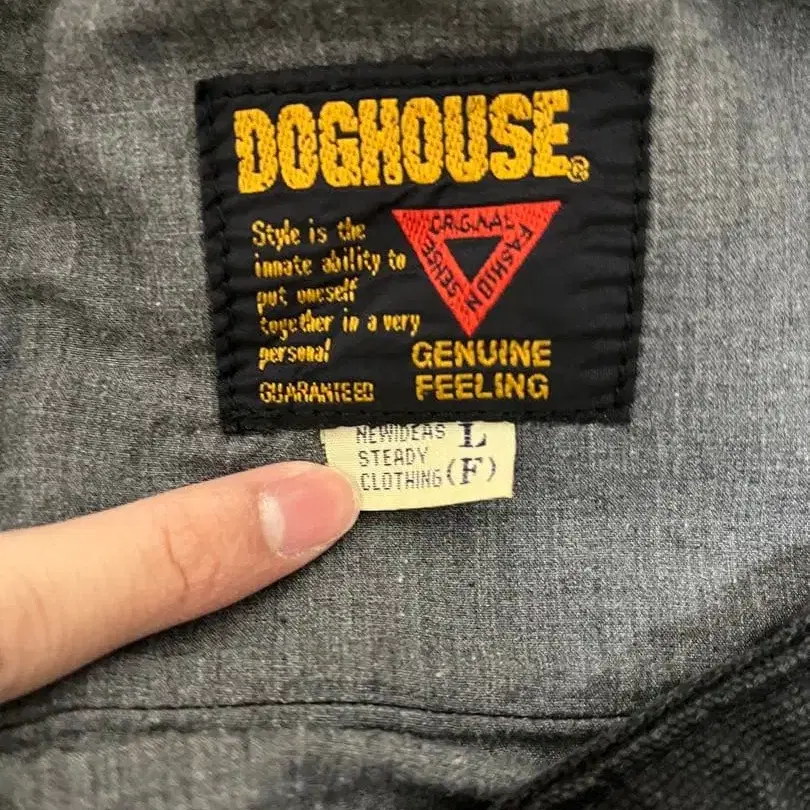 DOGHOUSE®
Style is the
innate ability to
put oneself
together in a very
personal
GUARANTEED
ORIGINAL
FASHION
SENSE
GENUINE
FEELING
NEWIDEAS L
STEADY
CLOTHING (F)